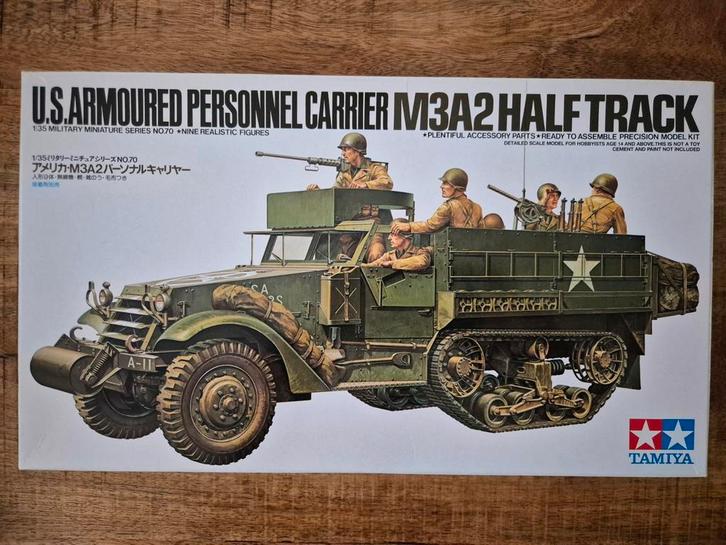 U.S. ARMOURED PERSONNEL CARRIER M3A2 HALF TRACK
1:35 MILITARY MINIATURE SERIES NO.70 ★NINE REALISTIC FIGURES
★PLENTIFUL ACCESSORY PARTS ★READY TO ASSEMBLE PRECISION MODEL KIT
DETAILED SCALE MODEL FOR HOBBYISTS AGE 14 AND ABOVE. THIS IS NOT A TOY
CEMENT AND PAINT NOT INCLUDED
1/35ミリタリーミニチュアシリーズ NO.70
アメリカ・M3A2パーソナルキャリヤー
A-11
TAMIYA